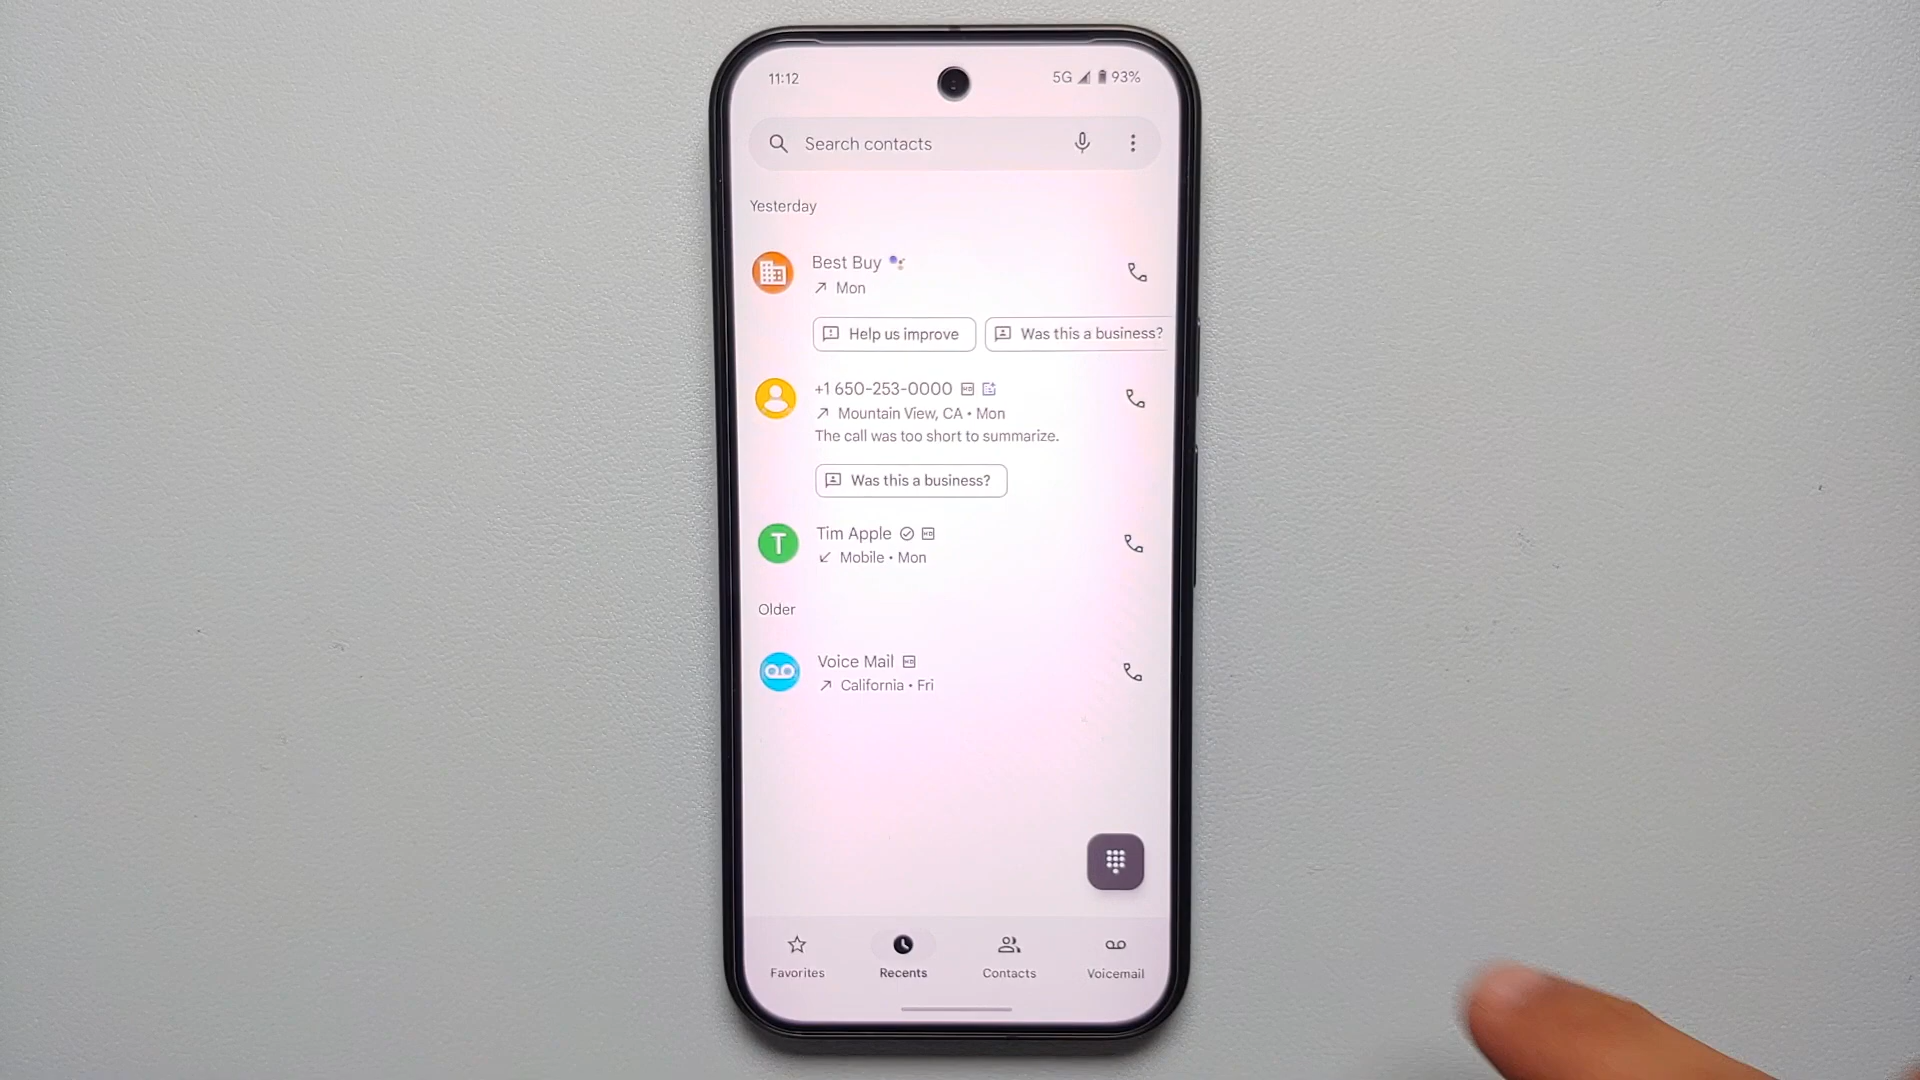 11:12
5G 93%
Search contacts
Yesterday
Best Buy
Mon
Help us improve
Was this a business?
+1 650-253-0000
Mountain View, CA • Mon
The call was too short to summarize.
Was this a business?
T
Tim Apple
Mobile • Mon
Older
Voice Mail
California • Fri
Favorites
Recents
Contacts
Voicemail